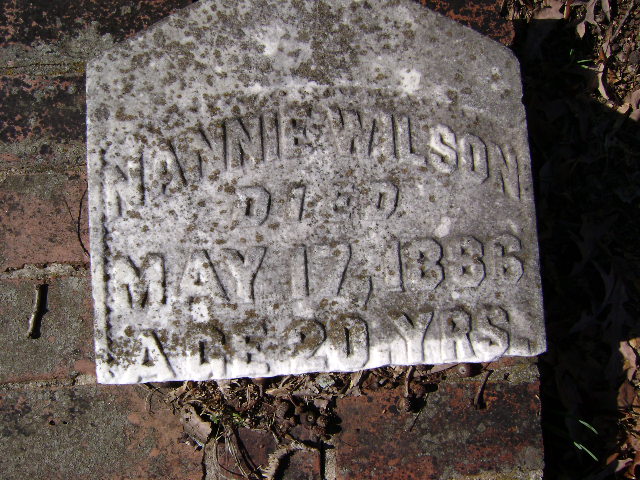 NANNIE WILSON
DIED
MAY 17, 1886
AGE 20 YRS.